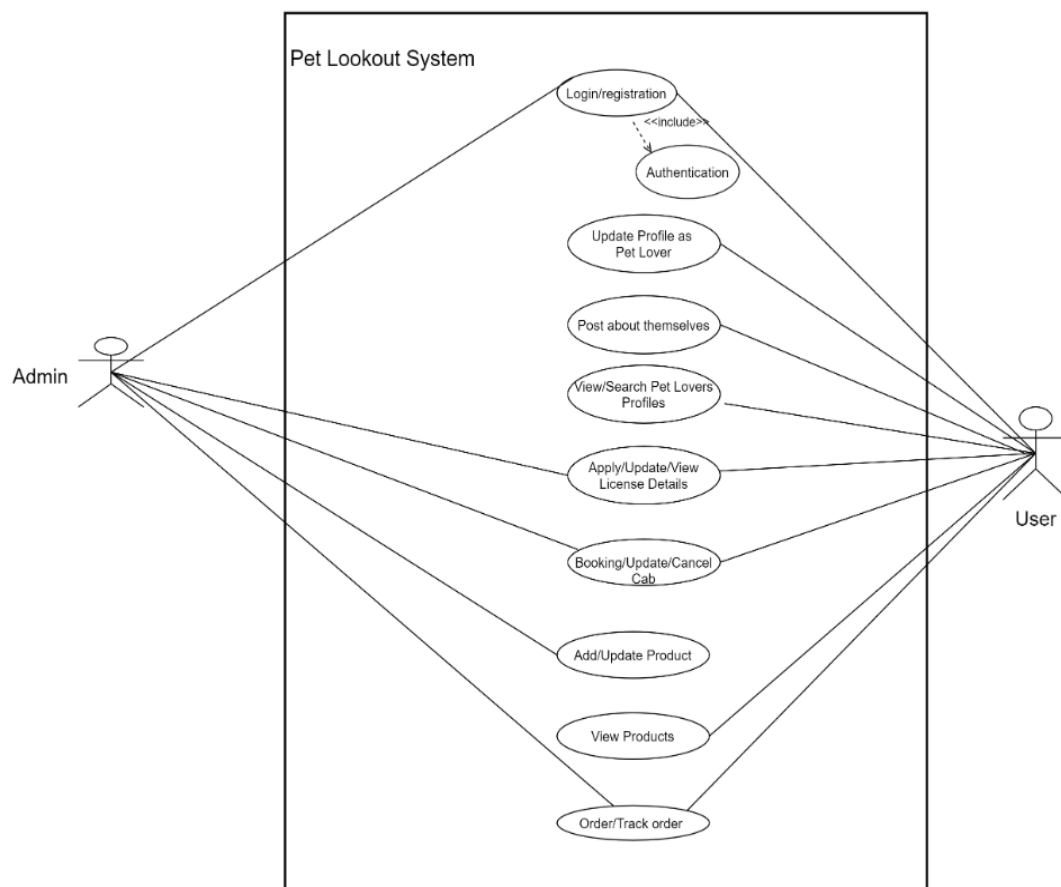 Pet Lookout System
Login/registration
<<include>>
Authentication
Update Profile as
Pet Lover
Post about themselves
View/Search Pet Lovers
Profiles
Admin
Apply/Update/View
License Details
User
Booking/Update/Cancel
Cab
Add/Update Product
View Products
Order/Track order